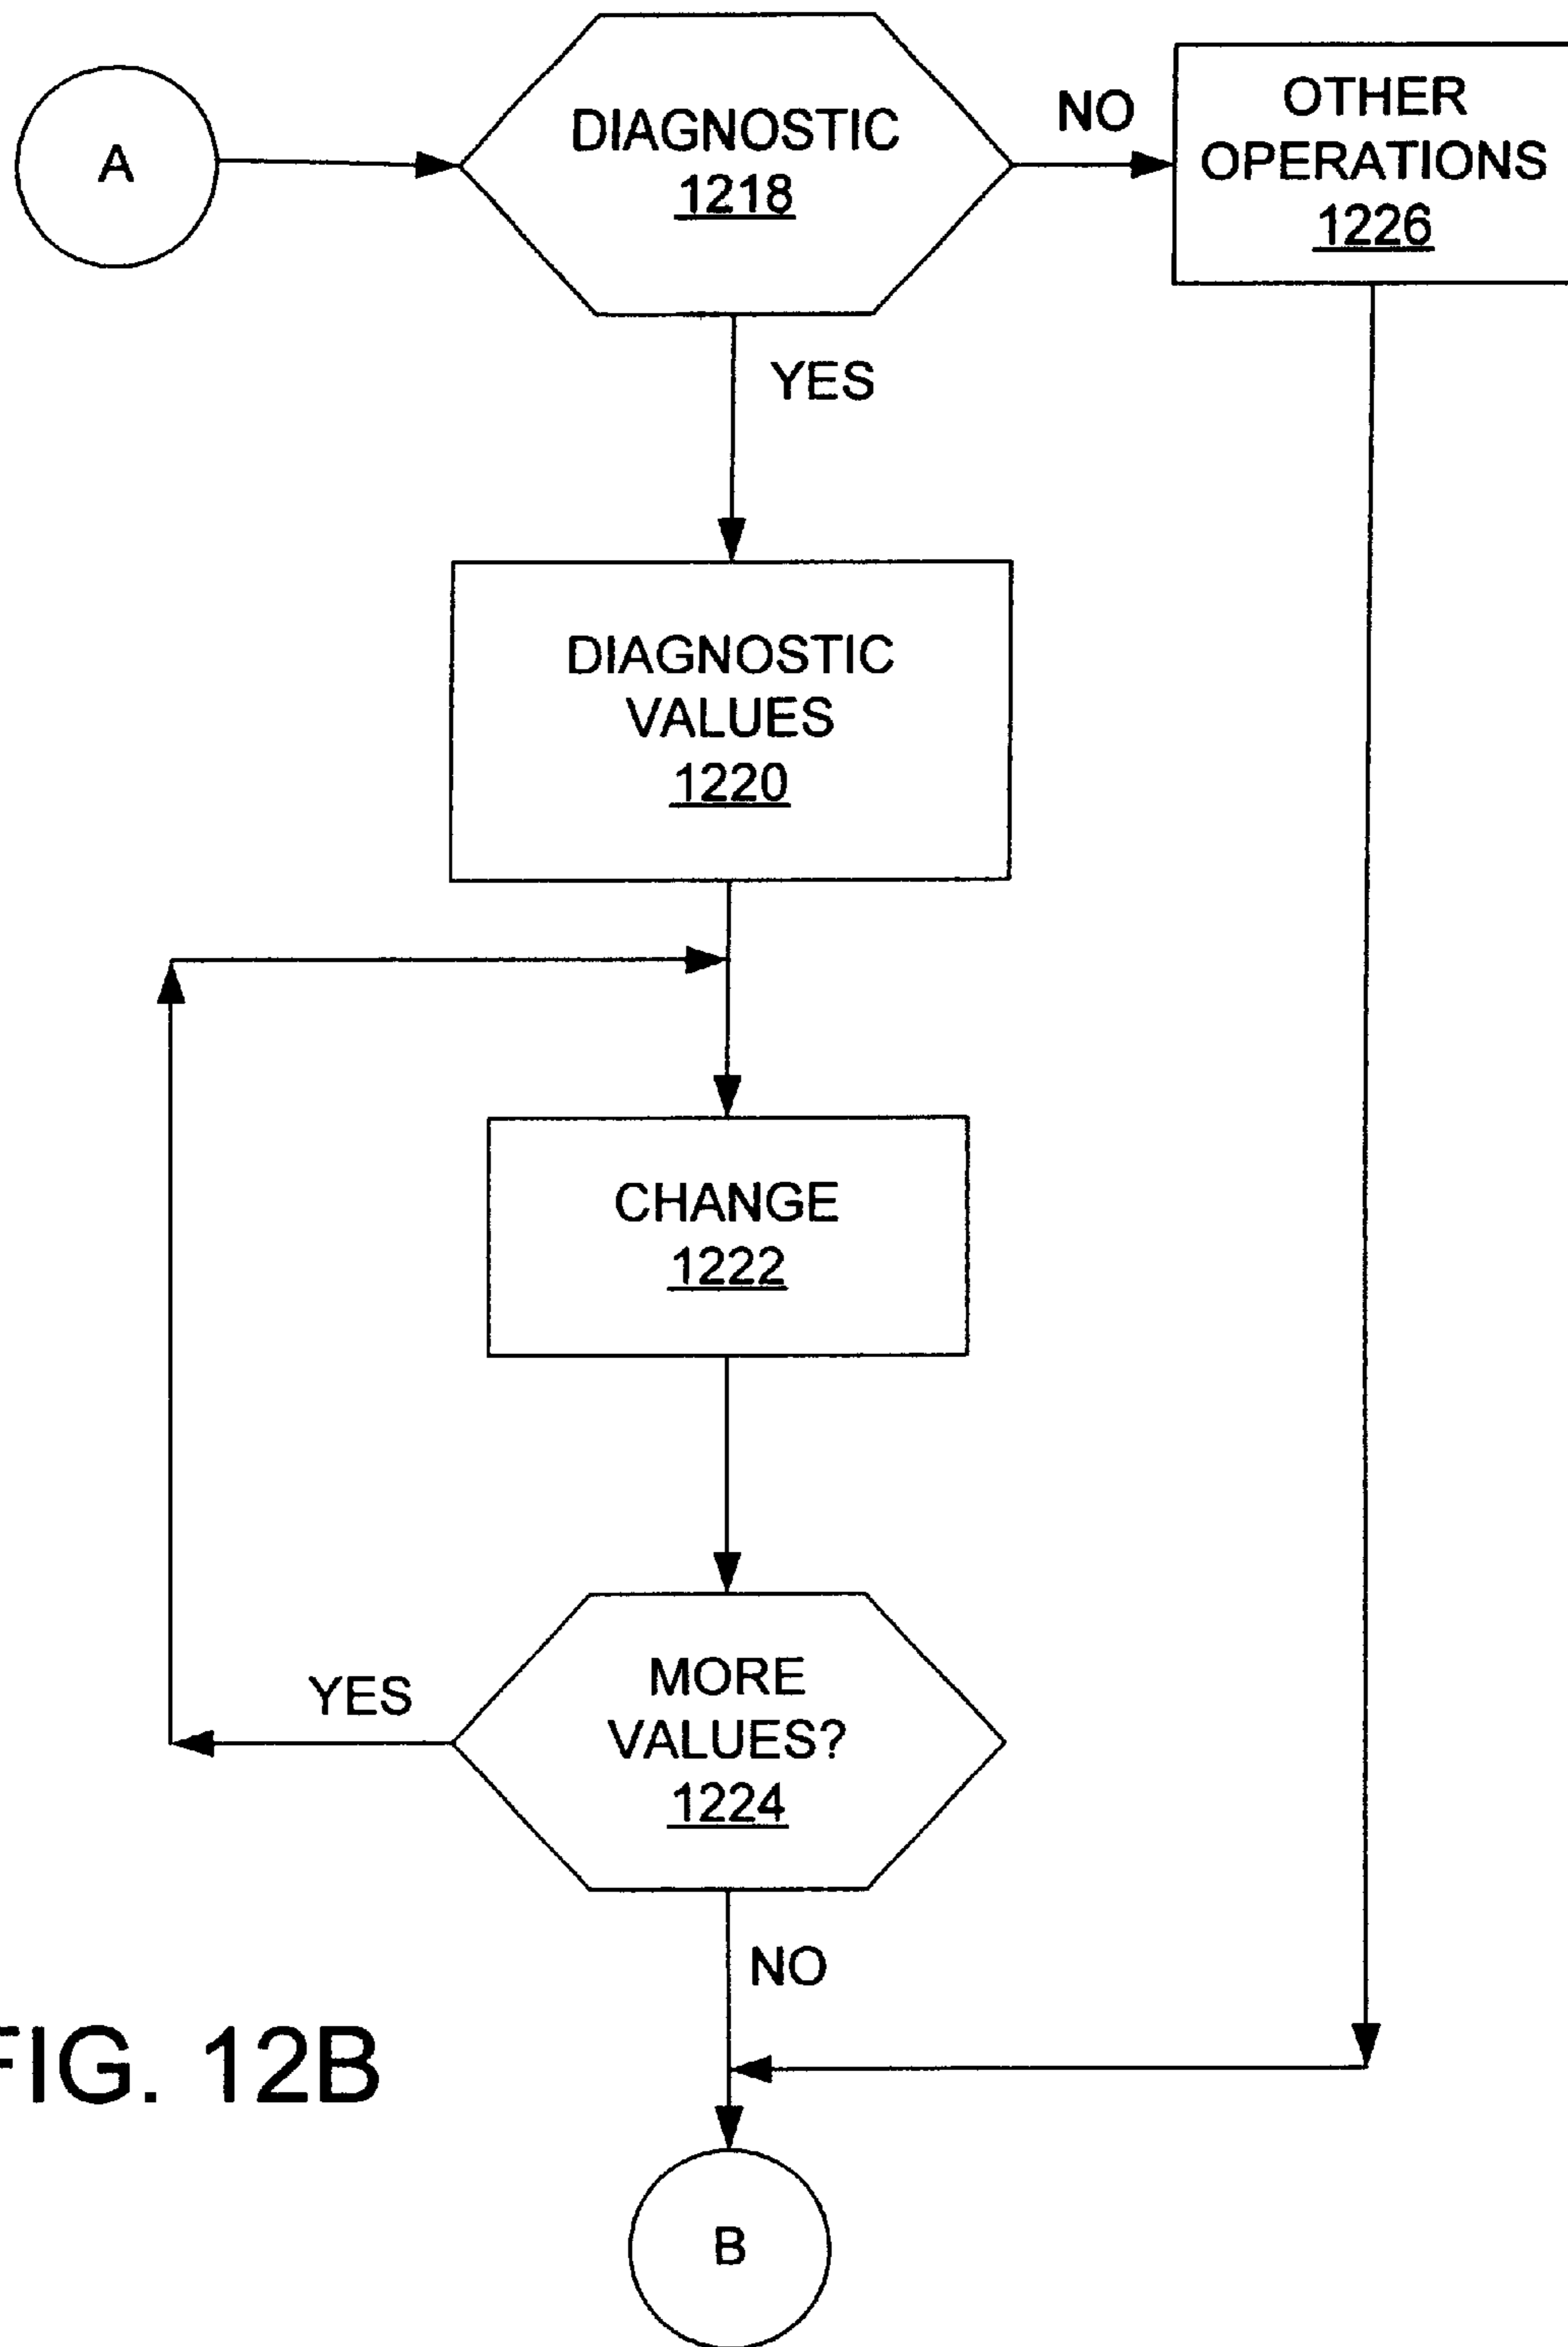 A
DIAGNOSTIC
1218
NO
OTHER
OPERATIONS
1226
YES
DIAGNOSTIC
VALUES
1220
CHANGE
1222
YES
MORE
VALUES?
1224
NO
FIG. 12B
B